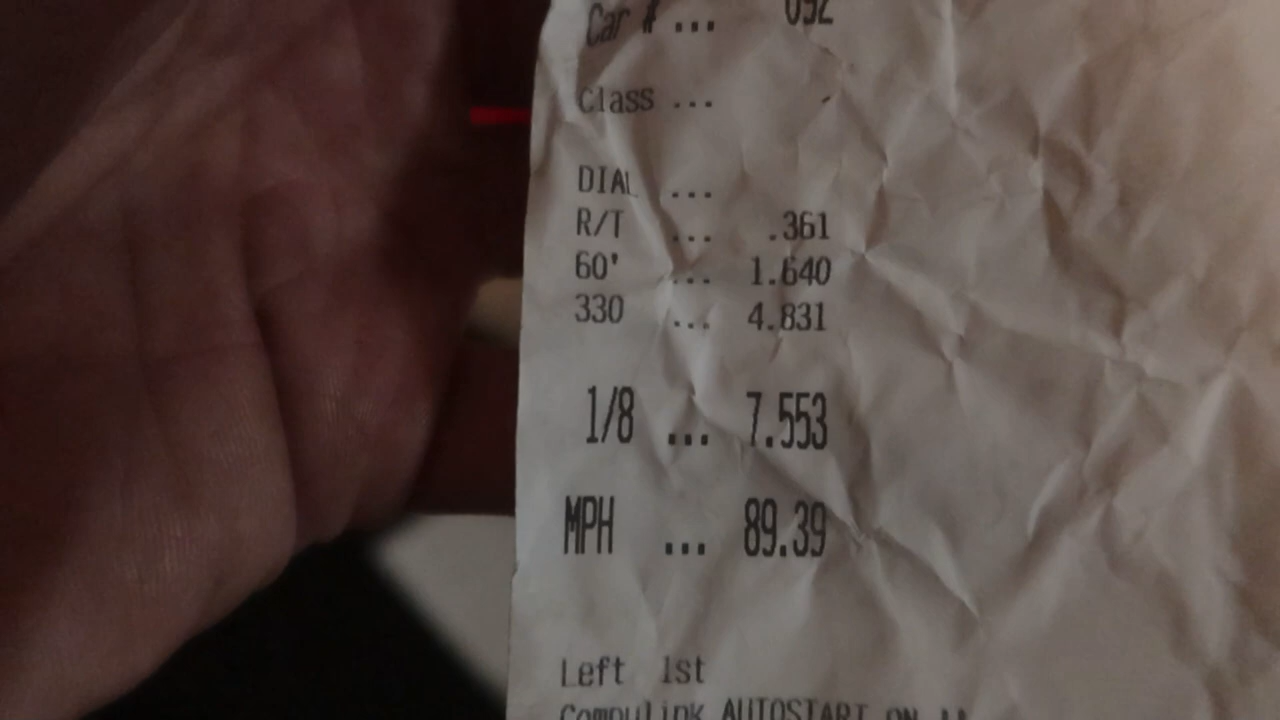 Car # ... 092
Class ...
DIAL ...
R/T ... .361
60' ... 1.640
330 ... 4.831
1/8 ... 7.553
MPH ... 89.39
Left 1st
Compulink AUTOSTART ON